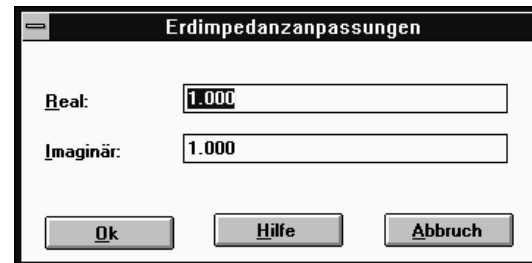 Erdimpedanzanpassungen
Real: 1.000
Imaginär: 1.000
Ok Hilfe Abbruch